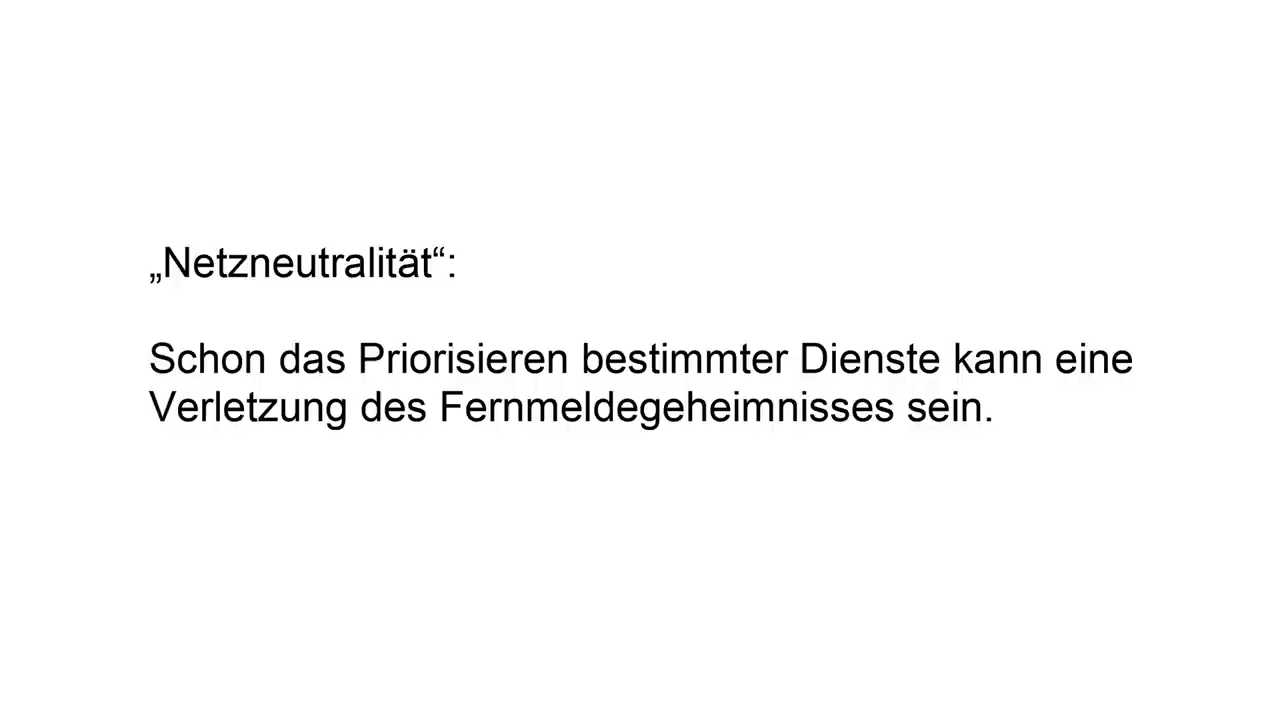 „Netzneutralität“:
Schon das Priorisieren bestimmter Dienste kann eine
Verletzung des Fernmeldegeheimnisses sein.